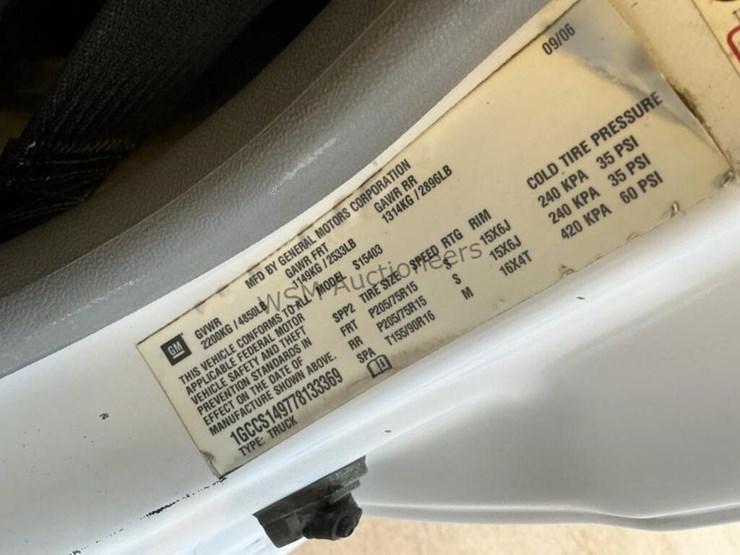 09/06
MFD BY GENERAL MOTORS CORPORATION
GM GVWR GAWR FRT GAWR RR
2200KG / 4850LB 1149KG / 2533LB 1314KG / 2896LB
THIS VEHICLE CONFORMS TO ALL
APPLICABLE FEDERAL MOTOR
VEHICLE SAFETY AND THEFT
PREVENTION STANDARDS IN
EFFECT ON THE DATE OF
MANUFACTURE SHOWN ABOVE.
1GCCS149778133369
TYPE: TRUCK
MODEL S15403
SPP2 TIRE SIZE SPEED RTG RIM COLD TIRE PRESSURE
FRT P205/75R15 S 15X6J 240 KPA 35 PSI
RR P205/75R15 S 15X6J 240 KPA 35 PSI
SPA T155/90R16 M 16X4T 420 KPA 60 PSI
WSM Auctioneers